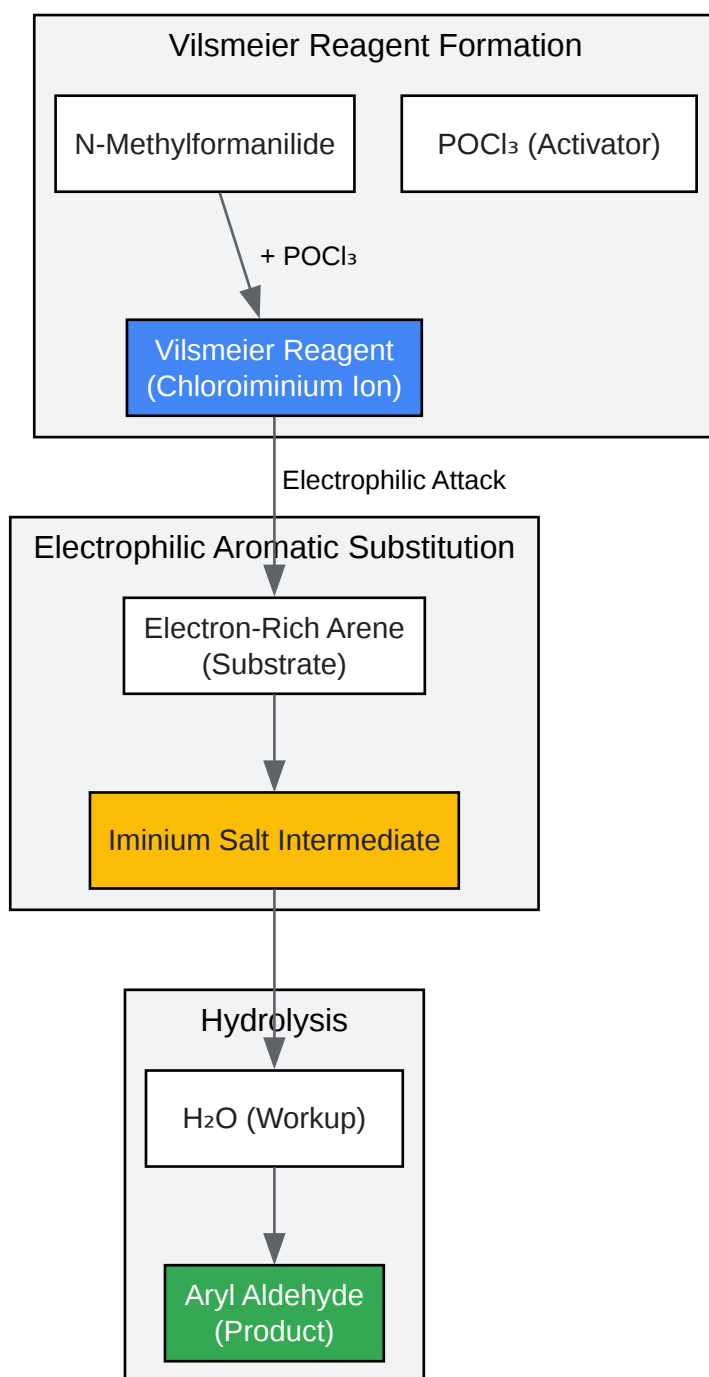 Vilsmeier Reagent Formation
N-Methylformanilide
POCl₃ (Activator)
+ POCl₃
Vilsmeier Reagent
(Chloroiminium Ion)
Electrophilic Attack
Electrophilic Aromatic Substitution
Electron-Rich Arene
(Substrate)
Iminium Salt Intermediate
Hydrolysis
H₂O (Workup)
Aryl Aldehyde
(Product)